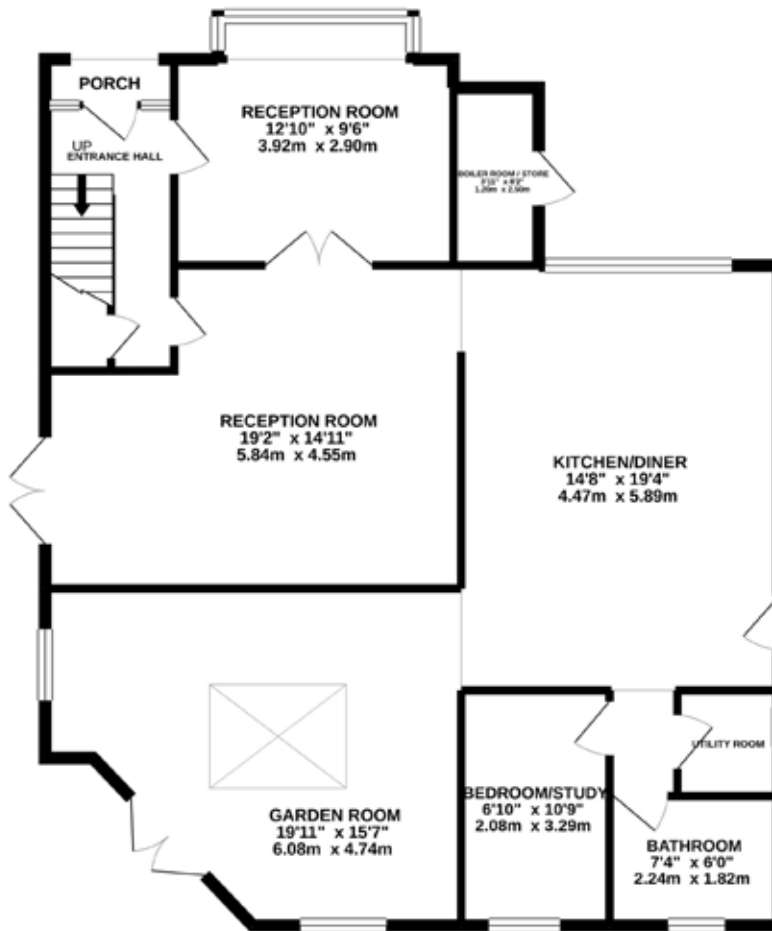 PORCH
RECEPTION ROOM
12'10" x 9'6"
3.92m x 2.90m
UP
ENTRANCE HALL
BOILER ROOM / STORE
RECEPTION ROOM
19'2" x 14'11"
5.84m x 4.55m
KITCHEN/DINER
14'8" x 19'4"
4.47m x 5.89m
UTILITY ROOM
BEDROOM/STUDY
6'10" x 10'9"
2.08m x 3.29m
GARDEN ROOM
19'11" x 15'7"
6.08m x 4.74m
BATHROOM
7'4" x 6'0"
2.24m x 1.82m